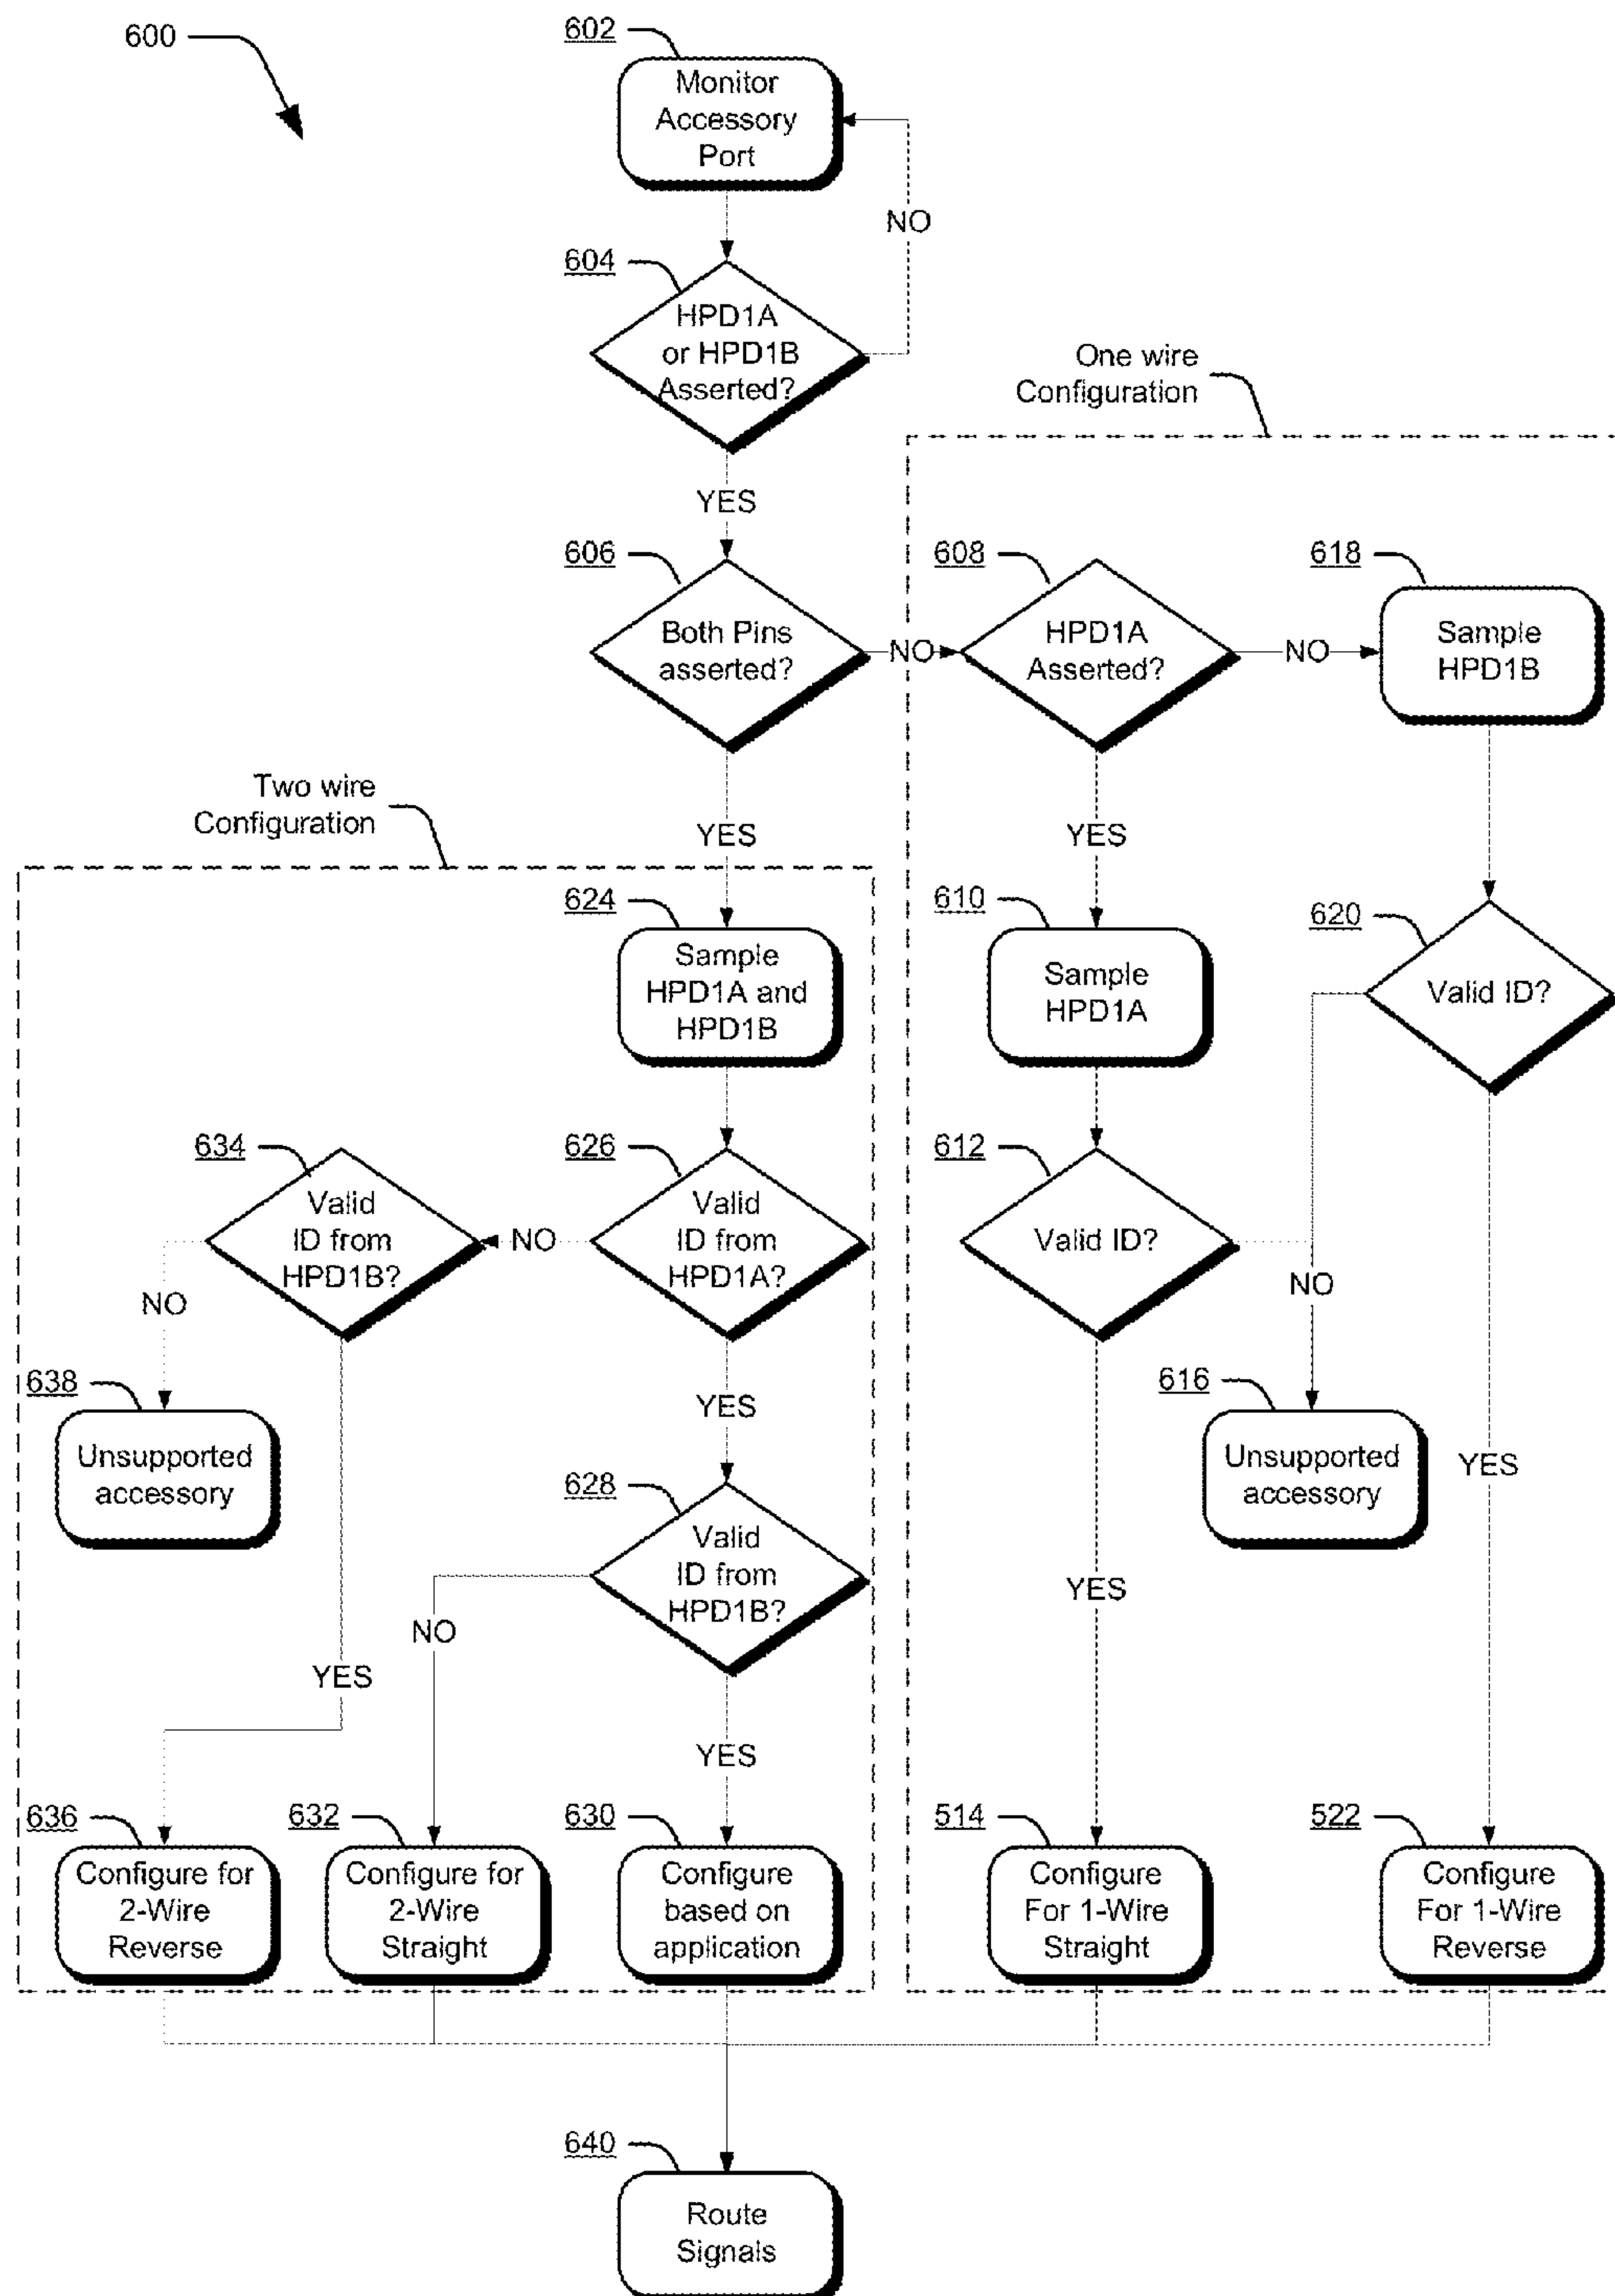 600
602
Monitor
Accessory
Port
NO
604
HPD1A
or HPD1B
Asserted?
One wire
Configuration
YES
606
Both Pins
asserted?
NO
608
HPD1A
Asserted?
NO
618
Sample
HPD1B
Two wire
Configuration
YES
YES
624
Sample
HPD1A and
HPD1B
610
Sample
HPD1A
620
Valid ID?
634
Valid
ID from
HPD1B?
NO
626
Valid
ID from
HPD1A?
612
Valid ID?
NO
NO
638
Unsupported
accessory
YES
616
Unsupported
accessory
YES
628
Valid
ID from
HPD1B?
NO
YES
YES
YES
636
Configure for
2-Wire
Reverse
632
Configure for
2-Wire
Straight
630
Configure
based on
application
514
Configure
For 1-Wire
Straight
522
Configure
For 1-Wire
Reverse
640
Route
Signals